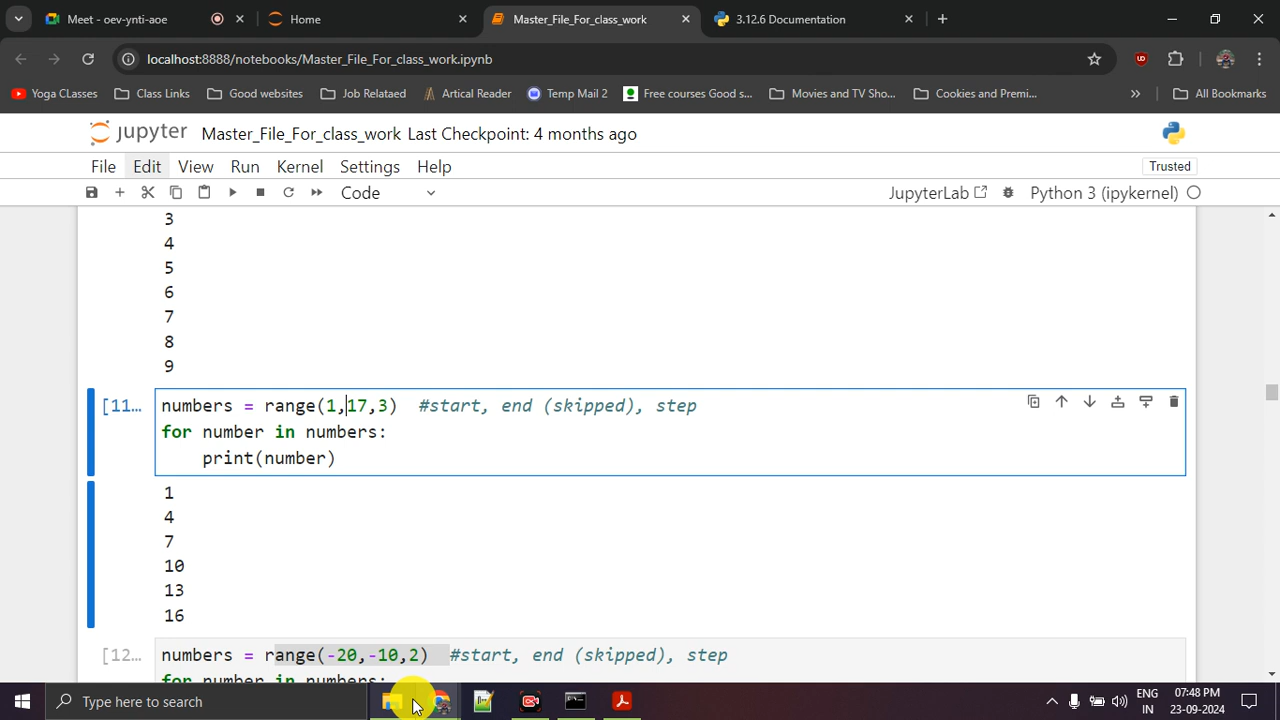 Meet - oev-ynti-aoe
Home
Master_File_For_class_work
3.12.6 Documentation
localhost:8888/notebooks/Master_File_For_class_work.ipynb
Yoga CLasses
Class Links
Good websites
Job Relataed
Artical Reader
Temp Mail 2
Free courses Good s...
Movies and TV Sho...
Cookies and Premi...
All Bookmarks
jupyter Master_File_For_class_work Last Checkpoint: 4 months ago
File Edit View Run Kernel Settings Help
Trusted
Code
JupyterLab
Python 3 (ipykernel)
3
4
5
6
7
8
9
[11... numbers = range(1,17,3) #start, end (skipped), step
for number in numbers:
print(number)
1
4
7
10
13
16
[12... numbers = range(-20,-10,2) #start, end (skipped), step
for number in numbers:
Type here to search
ENG
IN
07:48 PM
23-09-2024